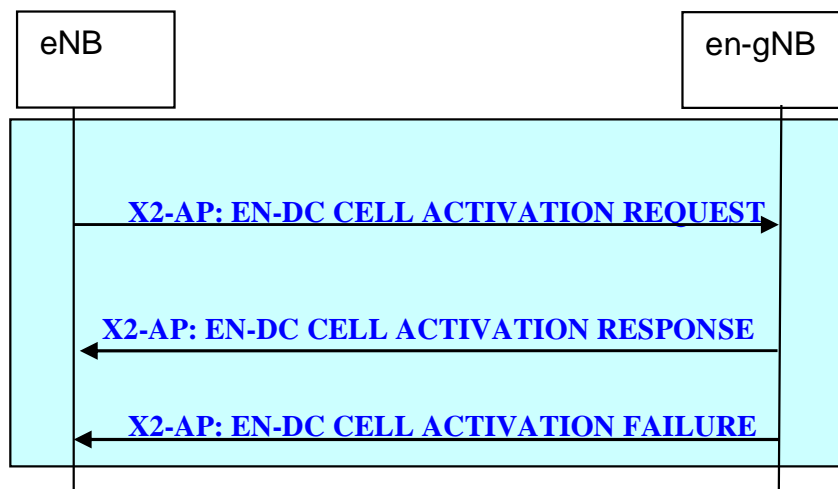 eNB
en-gNB
X2-AP: EN-DC CELL ACTIVATION REQUEST
X2-AP: EN-DC CELL ACTIVATION RESPONSE
X2-AP: EN-DC CELL ACTIVATION FAILURE